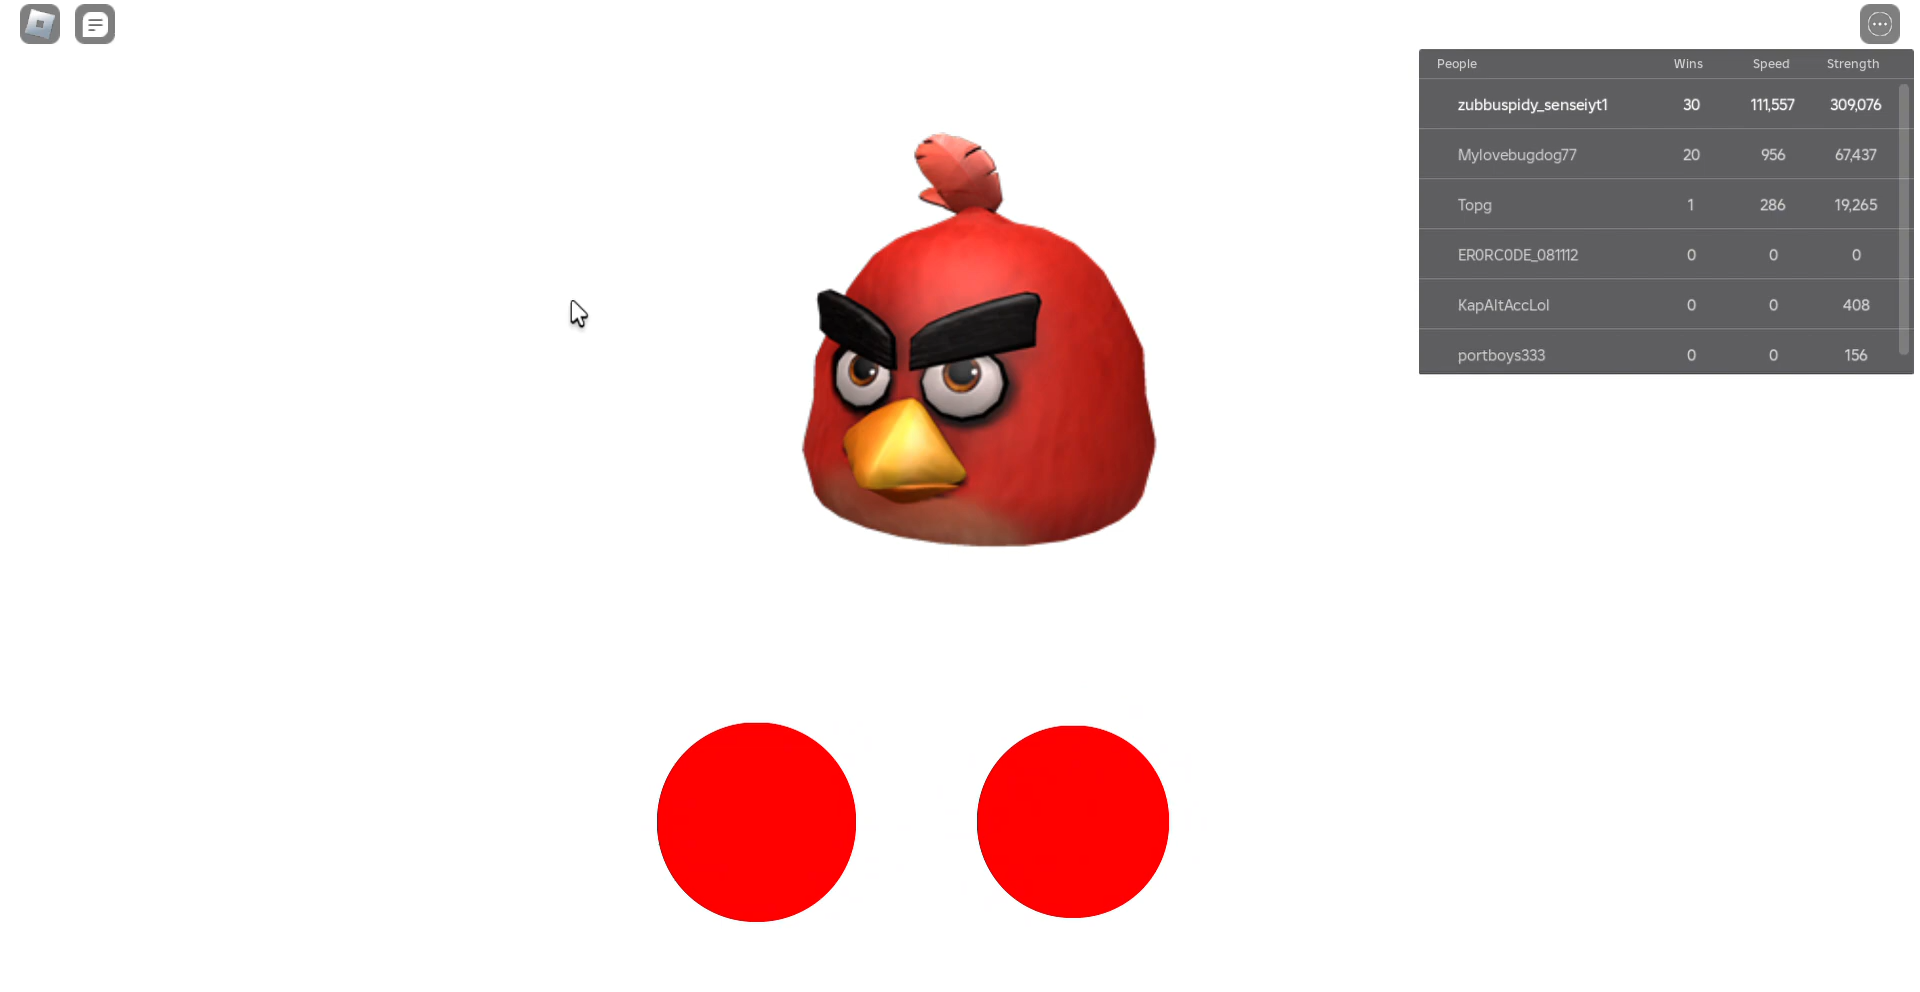 People Wins Speed Strength
zubbuspidy_senseiyt1 30 111,557 309,076
Mylovebugdog77 20 956 67,437
Topg 1 286 19,265
ER0RC0DE_081112 0 0 0
KapAltAccLol 0 0 408
portboys333 0 0 156